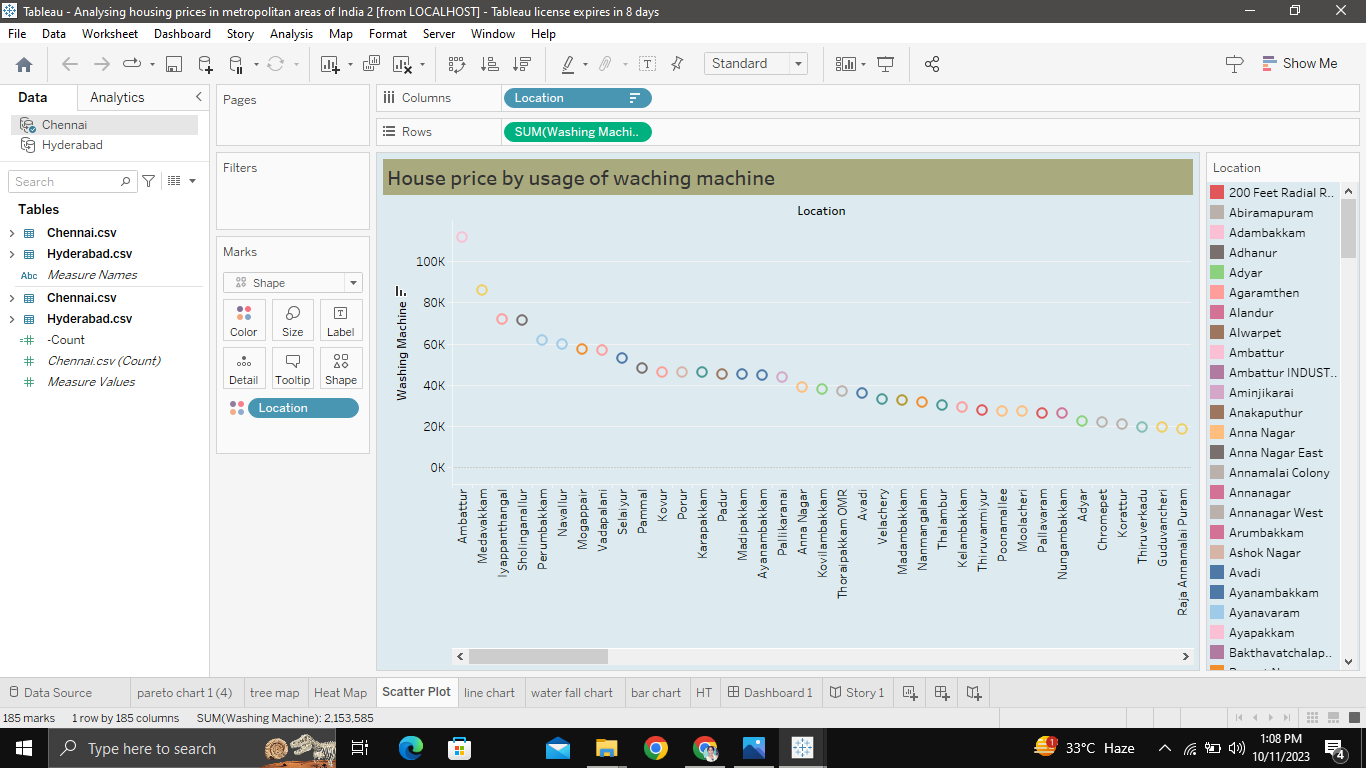 Tableau - Analysing housing prices in metropolitan areas of India 2 [from LOCALHOST] - Tableau license expires in 8 days
File Data Worksheet Dashboard Story Analysis Map Format Server Window Help
Standard
Show Me
Data Analytics
Chennai
Hyderabad
Search
Tables
Chennai.csv
Hyderabad.csv
Abc Measure Names
Chennai.csv
Hyderabad.csv
-Count
Chennai.csv (Count)
Measure Values
Pages
Filters
Marks
Shape
Color Size Label
Detail Tooltip Shape
Location
Columns Location
Rows SUM(Washing Machi..
House price by usage of waching machine
Location
Washing Machine
100K
80K
60K
40K
20K
0K
Ambattur
Medavakkam
Iyappanthangal
Sholinganallur
Perumbakkam
Navallur
Mogappair
Vadapalani
Selaiyur
Pammal
Kovur
Porur
Karapakkam
Padur
Madipakkam
Ayanambakkam
Pallikaranai
Anna Nagar
Kovilambakkam
Thoraipakkam OMR
Avadi
Velachery
Madambakkam
Nanmangalam
Thalambur
Kelambakkam
Thiruvanmiyur
Poonamallee
Moolacheri
Pallavaram
Nungambakkam
Adyar
Chromepet
Korattur
Thiruverkadu
Guduvancheri
Raja Annamalai Puram
Location
200 Feet Radial R..
Abiramapuram
Adambakkam
Adhanur
Adyar
Agaramthen
Alandur
Alwarpet
Ambattur
Ambattur INDUST..
Aminjikarai
Anakaputhur
Anna Nagar
Anna Nagar East
Annamalai Colony
Annanagar
Annanagar West
Arumbakkam
Ashok Nagar
Avadi
Ayanambakkam
Ayanavaram
Ayapakkam
Bakthavatchalap..
Data Source pareto chart 1 (4) tree map Heat Map Scatter Plot line chart water fall chart bar chart HT Dashboard 1 Story 1
185 marks 1 row by 185 columns SUM(Washing Machine): 2,153,585
Type here to search
1
33°C Haze
1:08 PM
10/11/2023
4